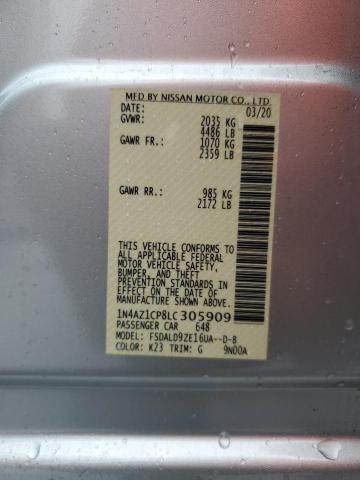 MFD BY NISSAN MOTOR CO., LTD.
DATE: 03/20
GVWR: 2035 KG
4486 LB
GAWR FR: 1070 KG
2359 LB
GAWR RR: 985 KG
2172 LB
THIS VEHICLE CONFORMS TO
ALL APPLICABLE FEDERAL
MOTOR VEHICLE SAFETY,
BUMPER, AND THEFT
PREVENTION STANDARDS IN
EFFECT ON THE DATE OF
MANUFACTURE SHOWN ABOVE.
1N4AZ1CP8LC305909
PASSENGER CAR 648
MODEL: FSDALD9ZE16UA--D-8
COLOR: K23 TRIM: G 9N00A